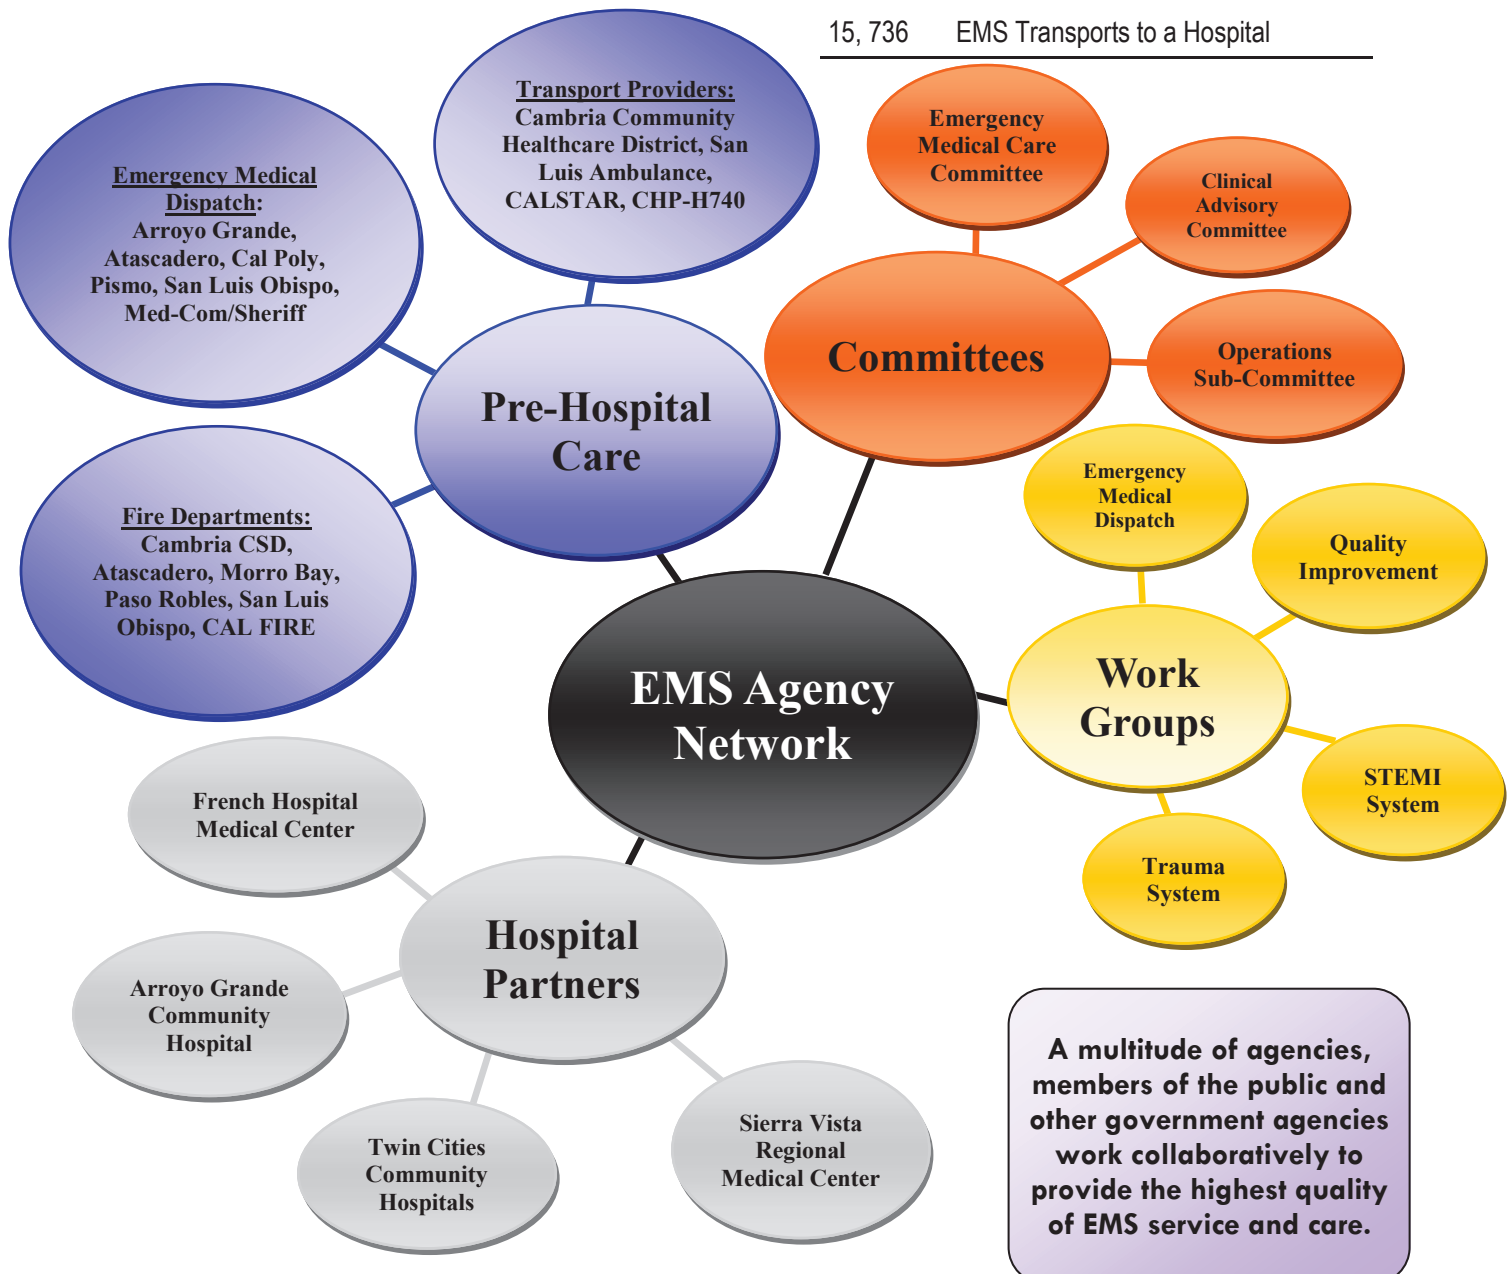 15, 736 EMS Transports to a Hospital
Transport Providers:
Cambria Community
Healthcare District, San
Luis Ambulance,
CALSTAR, CHP-H740
Emergency Medical
Dispatch:
Arroyo Grande,
Atascadero, Cal Poly,
Pismo, San Luis Obispo,
Med-Com/Sheriff
Fire Departments:
Cambria CSD,
Atascadero, Morro Bay,
Paso Robles, San Luis
Obispo, CAL FIRE
Pre-Hospital
Care
Emergency
Medical Care
Committee
Clinical
Advisory
Committee
Operations
Sub-Committee
Committees
Emergency
Medical
Dispatch
Quality
Improvement
Work
Groups
STEMI
System
Trauma
System
EMS Agency
Network
French Hospital
Medical Center
Arroyo Grande
Community
Hospital
Hospital
Partners
Twin Cities
Community
Hospitals
Sierra Vista
Regional
Medical Center
A multitude of agencies,
members of the public and
other government agencies
work collaboratively to
provide the highest quality
of EMS service and care.